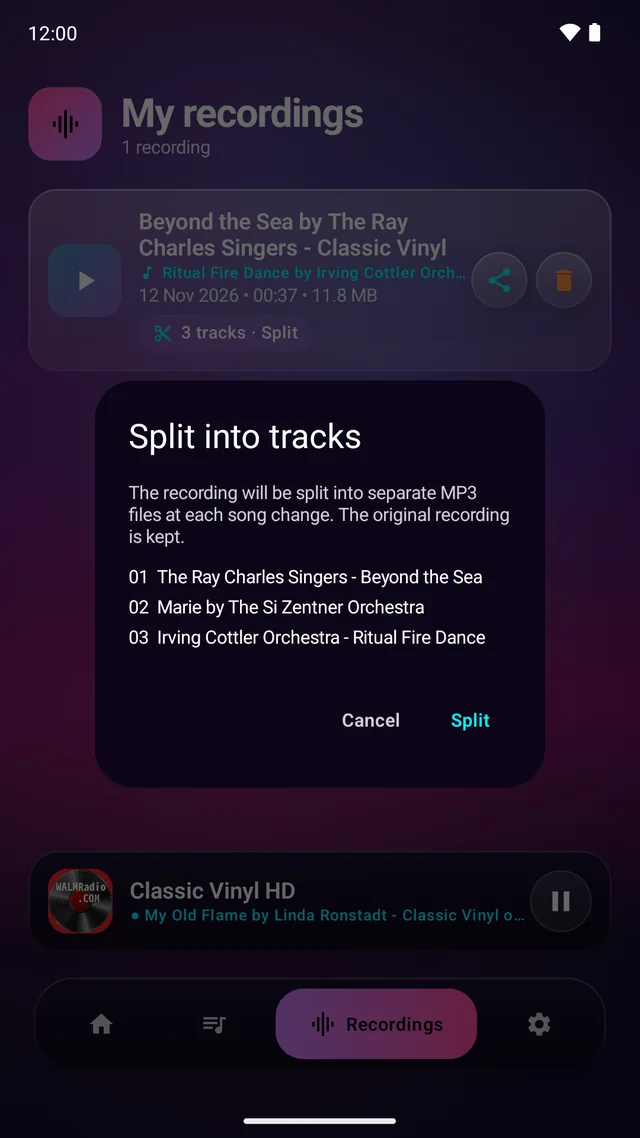 12:00
My recordings
1 recording
Beyond the Sea by The Ray
Charles Singers - Classic Vinyl
Ritual Fire Dance by Irving Cottler Orch…
12 Nov 2026 • 00:37 • 11.8 MB
3 tracks · Split
Split into tracks
The recording will be split into separate MP3
files at each song change. The original recording
is kept.
01 The Ray Charles Singers - Beyond the Sea
02 Marie by The Si Zentner Orchestra
03 Irving Cottler Orchestra - Ritual Fire Dance
Cancel
Split
WALMRadio
.COM
Classic Vinyl HD
● My Old Flame by Linda Ronstadt - Classic Vinyl o…
Recordings